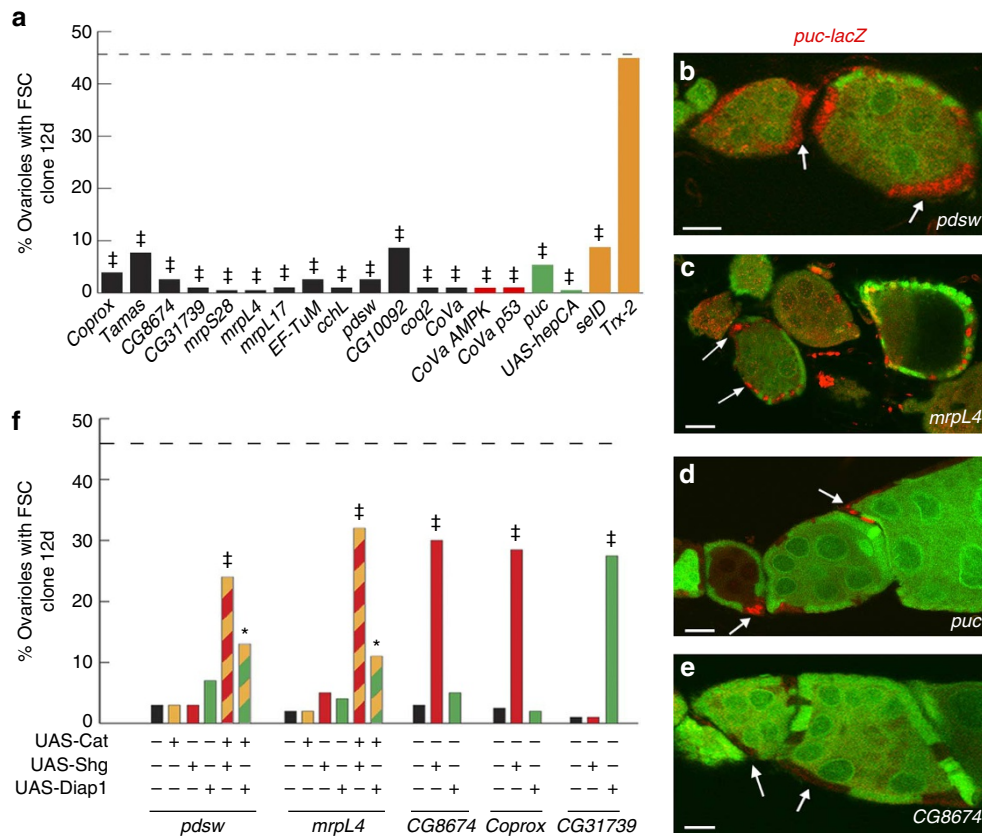 a
50
40
30
20
10
0
% Ovarioles with FSC
clone 12d
‡ ‡ ‡ ‡ ‡ ‡ ‡ ‡ ‡ ‡ ‡ ‡ ‡ ‡ ‡ ‡ ‡ ‡
Coprox
Tamas
CG8674
CG31739
mrpS28
mrpL4
mrpL17
EF-TuM
cchL
pdsw
CG10092
coq2
CoVa
CoVa AMPK
CoVa p53
puc
UAS-hepCA
selD
Trx-2
puc-lacZ
b
pdsw
c
mrpL4
d
puc
e
CG8674
f
50
40
30
20
10
0
% Ovarioles with FSC
clone 12d
‡ * ‡ * ‡ ‡ ‡
UAS-Cat – + – – + + – + – – + + – – – – – – – – –
UAS-Shg – – + – + – – – + – + – – + – – + – – + –
UAS-Diap1 – – – + – + – – – + – + – – + – – + – – +
pdsw mrpL4 CG8674 Coprox CG31739